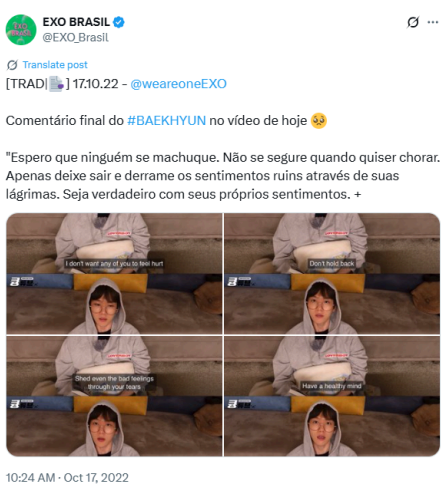 EXO BRASIL
@EXO_Brasil
Translate post
[TRAD| ] 17.10.22 - @weareoneEXO
Comentário final do #BAEKHYUN no vídeo de hoje 🥺
"Espero que ninguém se machuque. Não se segure quando quiser chorar.
Apenas deixe sair e derrame os sentimentos ruins através de suas
lágrimas. Seja verdadeiro com seus próprios sentimentos. +
I don't want any of you to feel hurt
Don't hold back
Shed even the bad feelings
through your tears
Have a healthy mind
10:24 AM · Oct 17, 2022